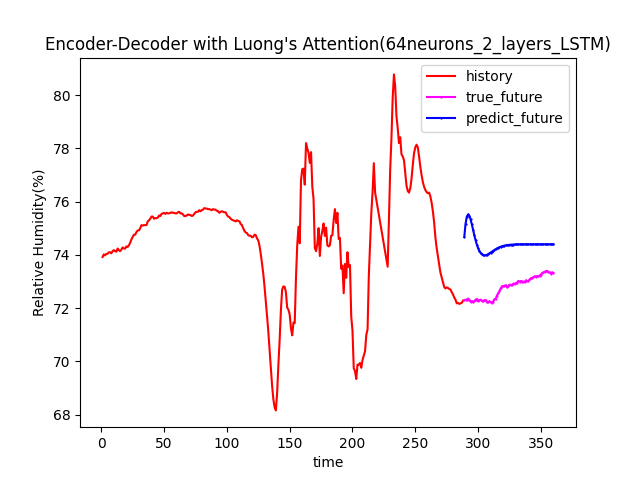 Encoder-Decoder with Luong's Attention(64neurons_2_layers_LSTM)
history
true_future
predict_future
Relative Humidity(%)
80
78
76
74
72
70
68
0 50 100 150 200 250 300 350
time